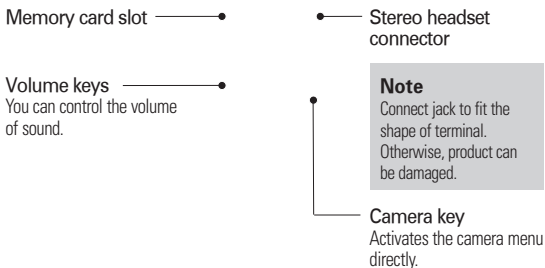 Memory card slot
Volume keys
You can control the volume
of sound.
Stereo headset
connector
Note
Connect jack to fit the
shape of terminal.
Otherwise, product can
be damaged.
Camera key
Activates the camera menu
directly.